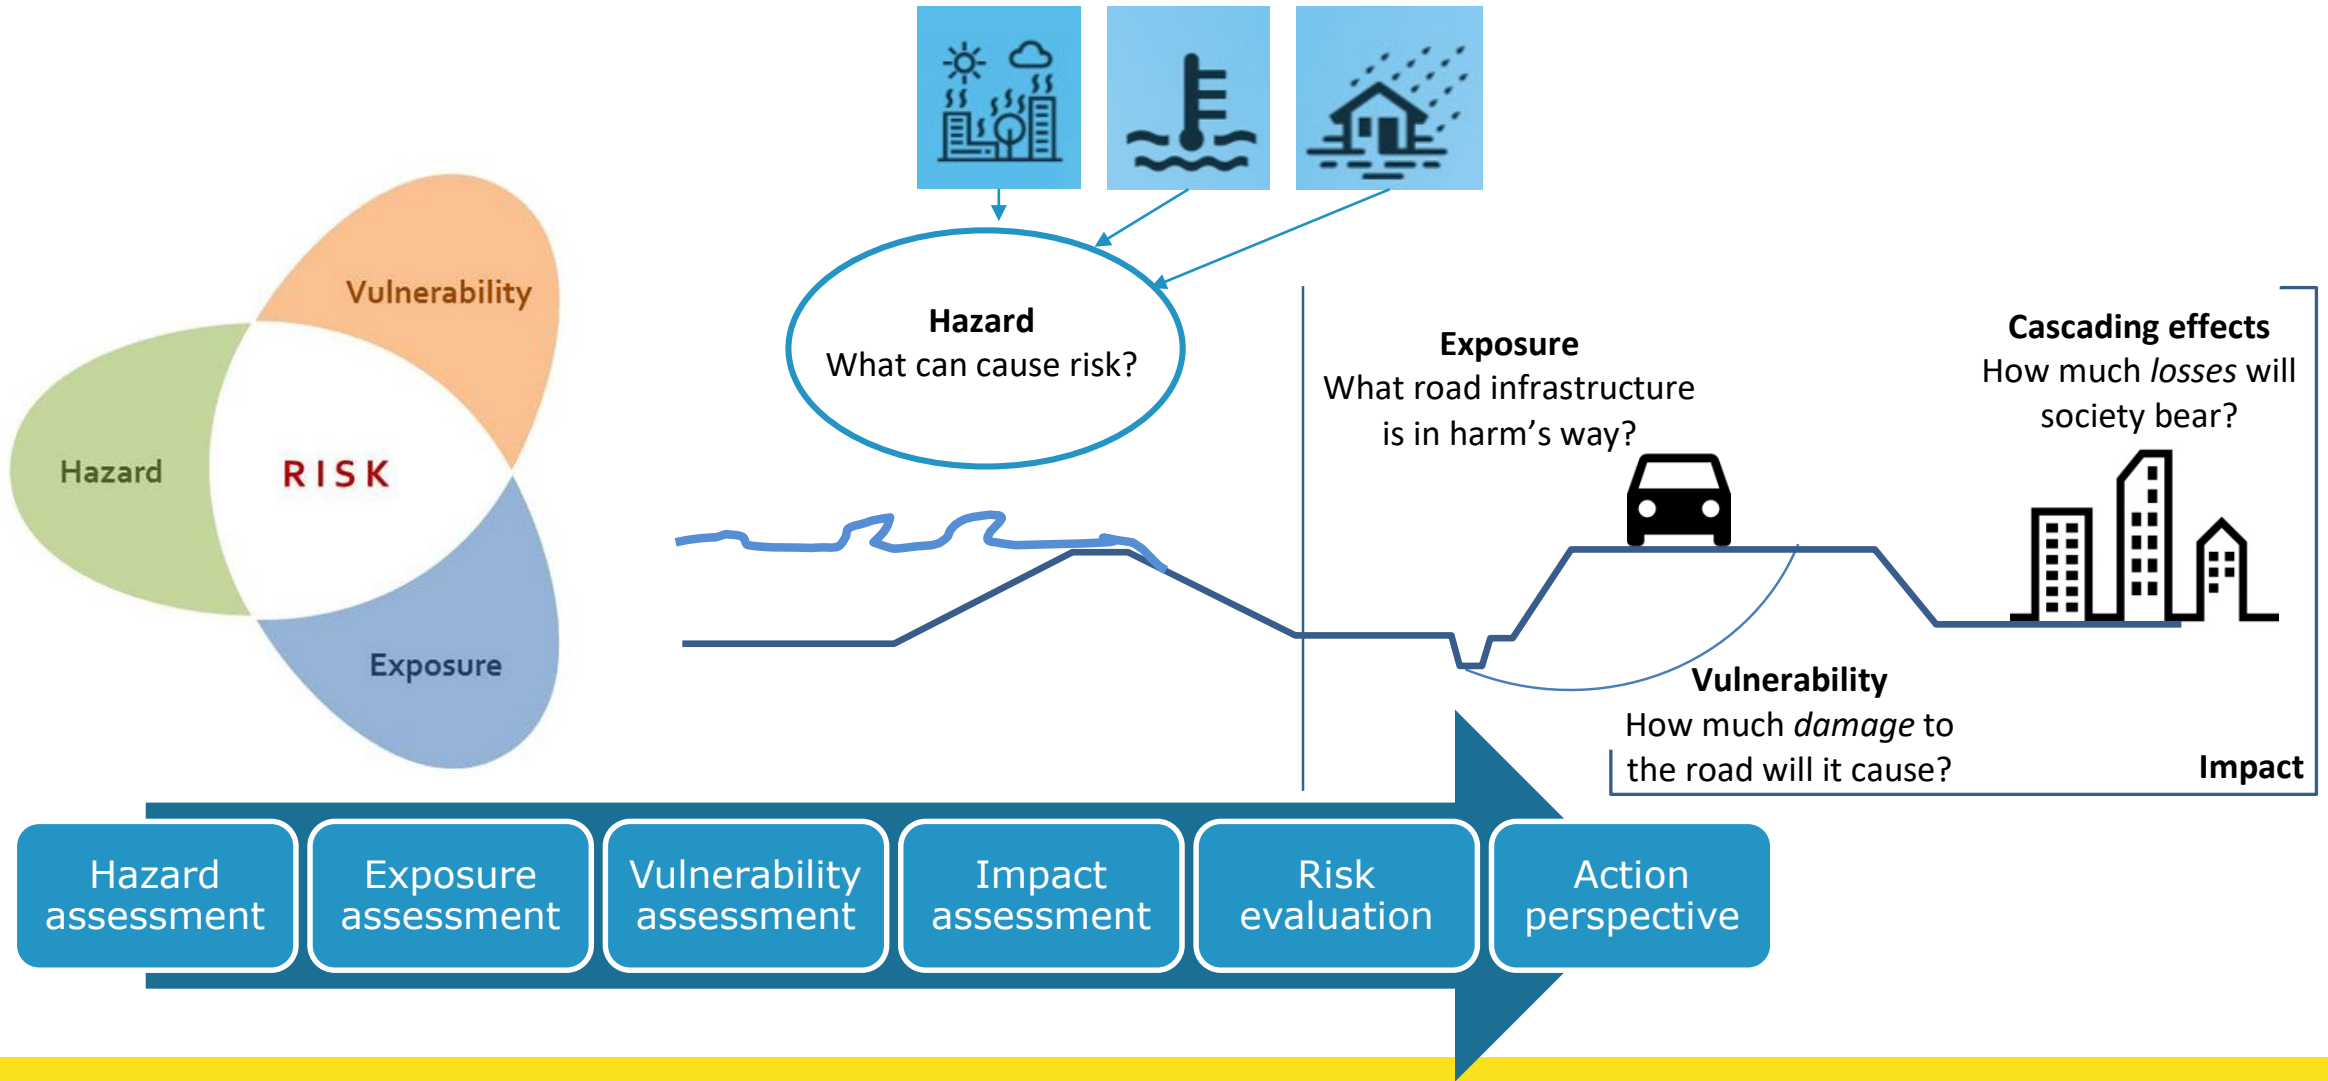 Vulnerability
Hazard
RISK
Exposure
Hazard
What can cause risk?
Exposure
What road infrastructure
is in harm's way?
Cascading effects
How much losses will
society bear?
Vulnerability
How much damage to
the road will it cause?
Impact
Hazard
assessment
Exposure
assessment
Vulnerability
assessment
Impact
assessment
Risk
evaluation
Action
perspective